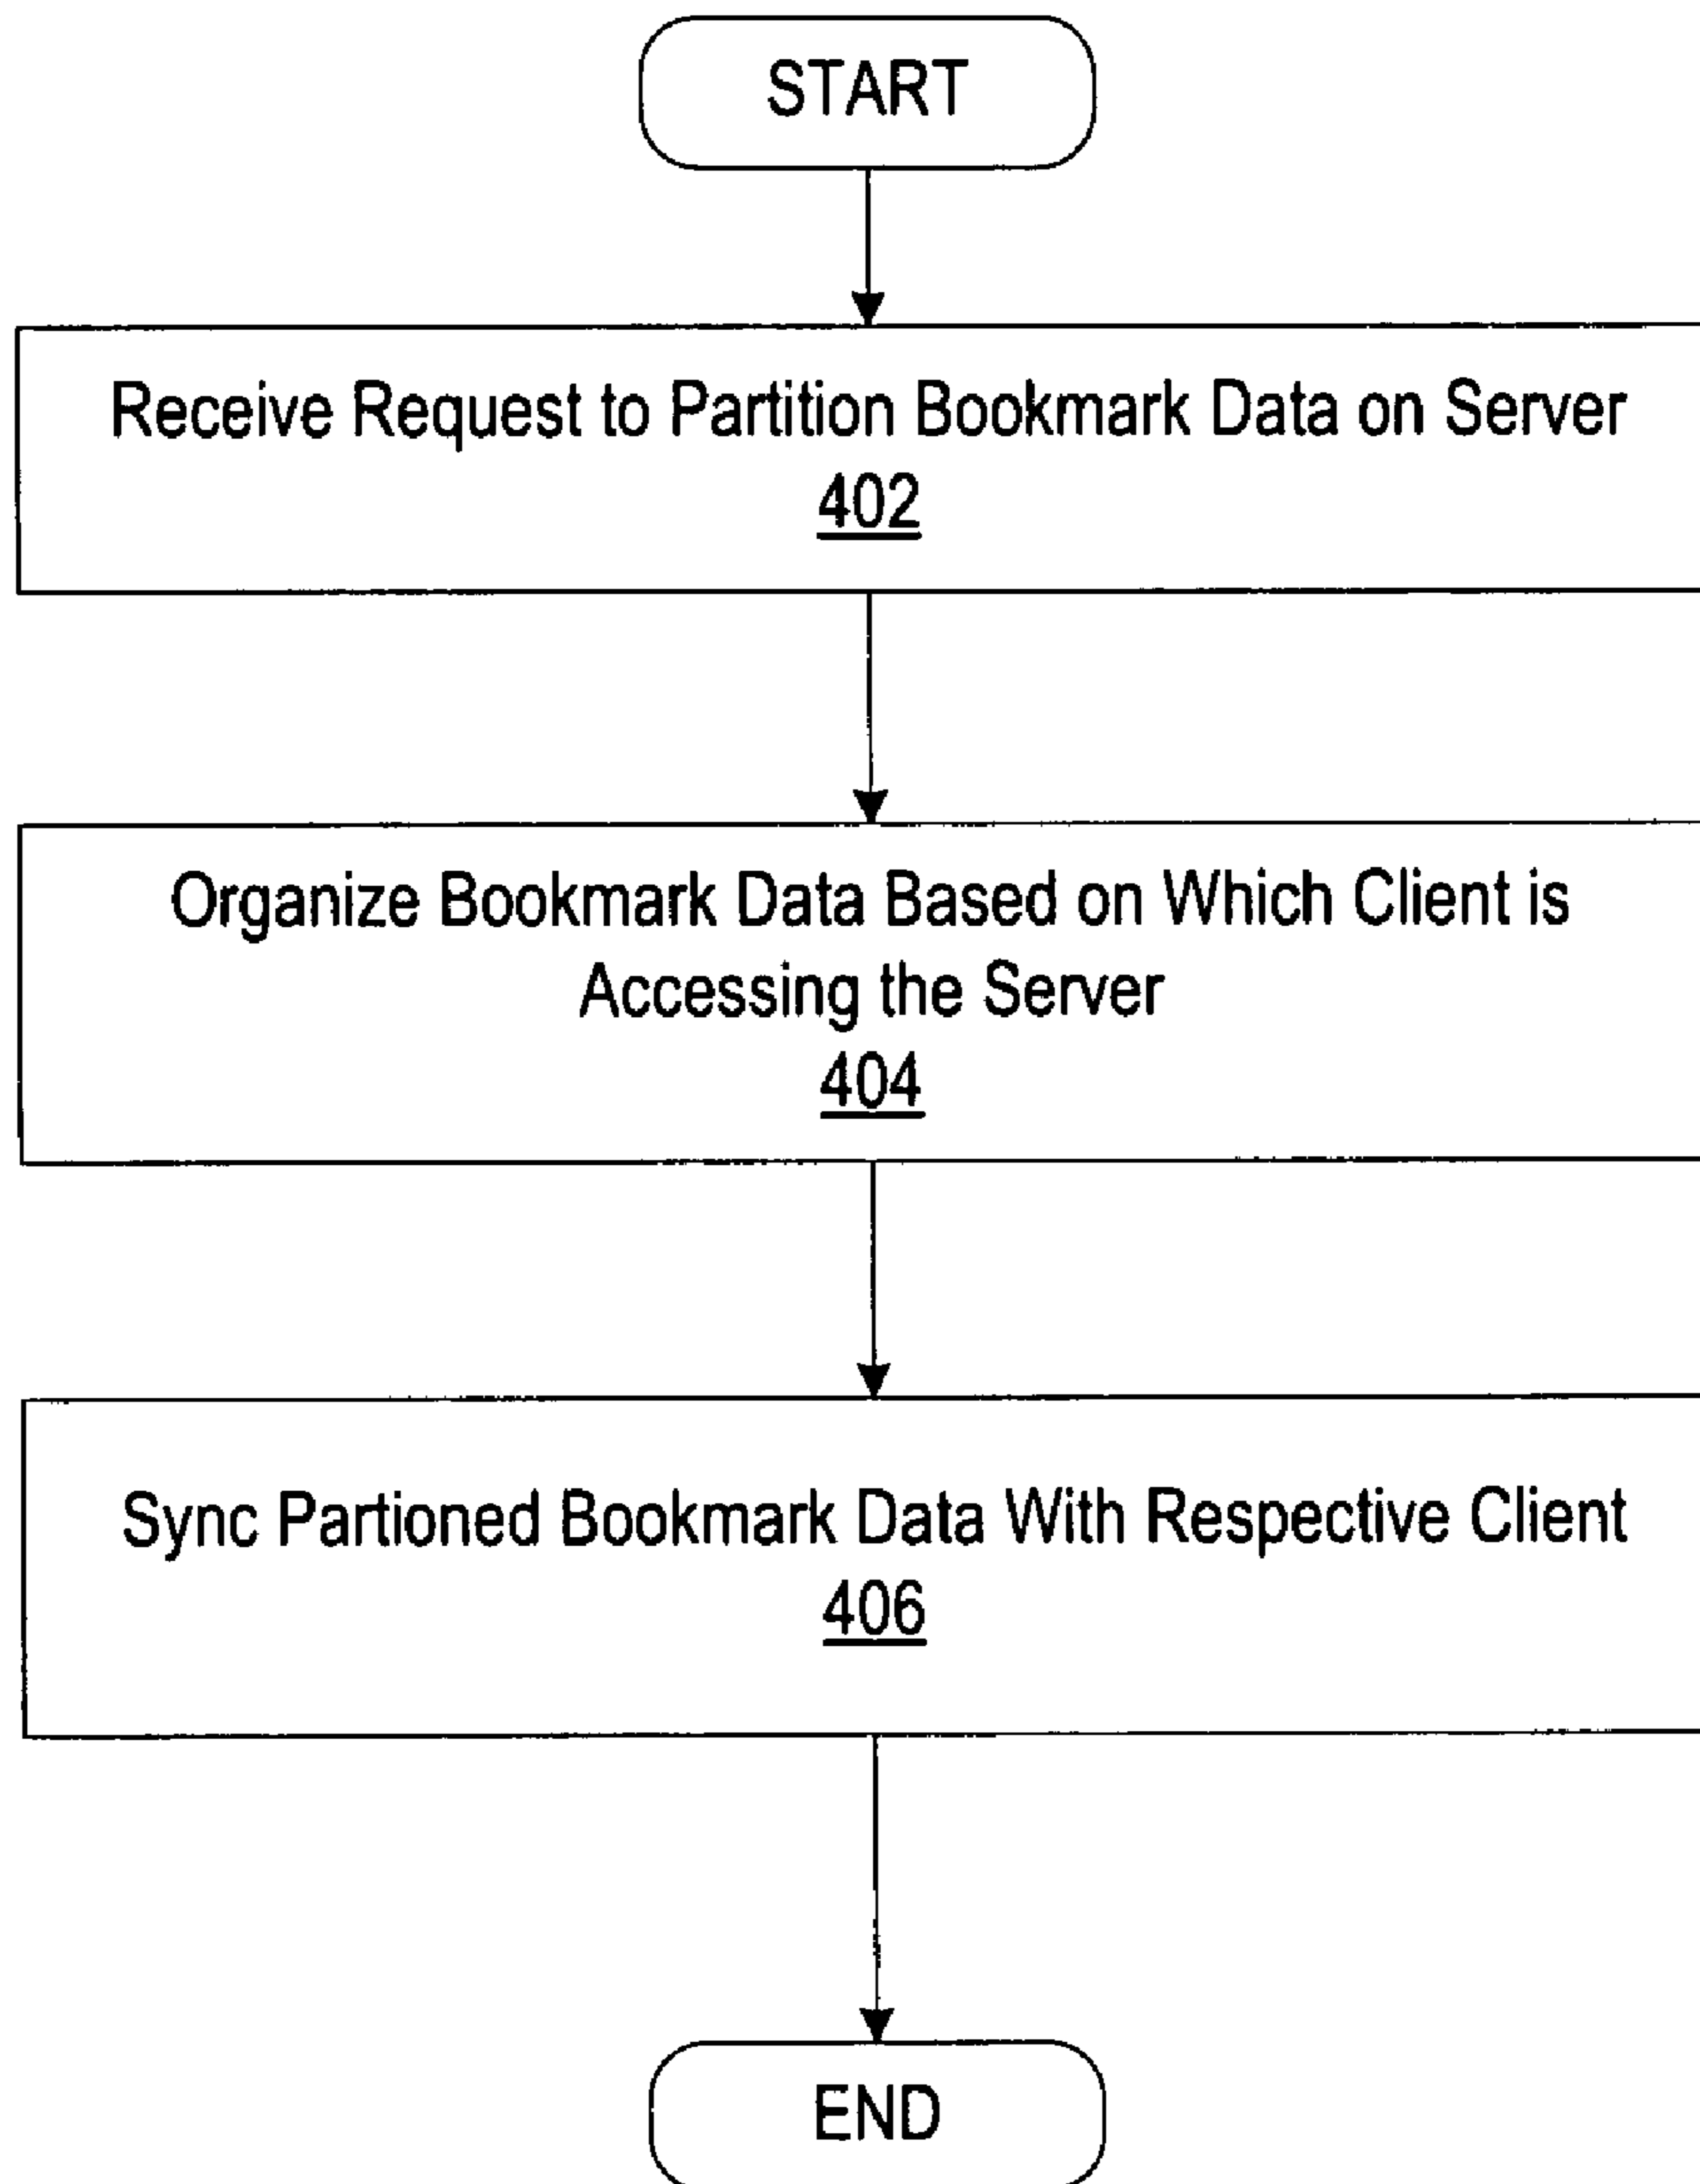 START
Receive Request to Partition Bookmark Data on Server
402
Organize Bookmark Data Based on Which Client is
Accessing the Server
404
Sync Partioned Bookmark Data With Respective Client
406
END